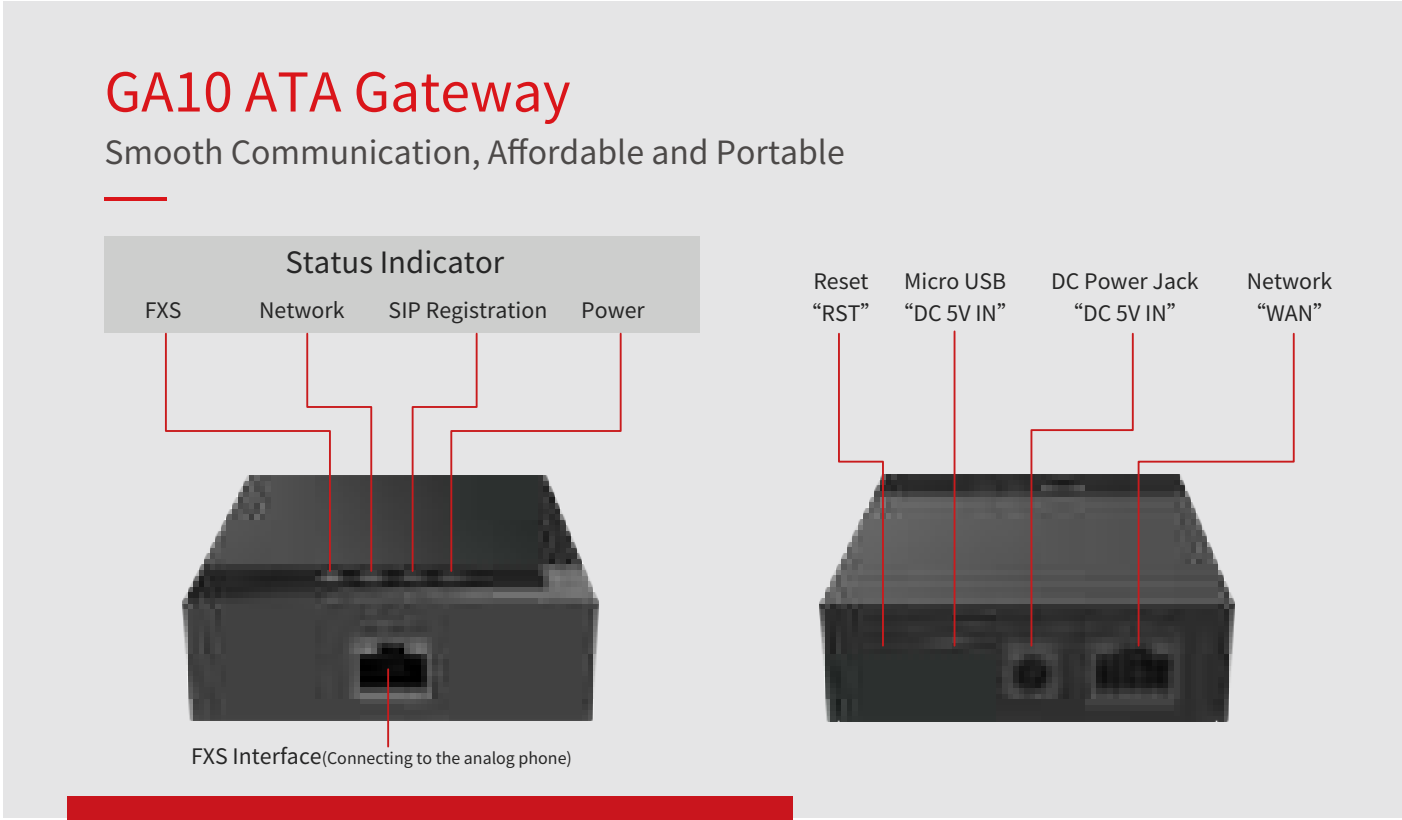 GA10 ATA Gateway
Smooth Communication, Affordable and Portable
Status Indicator
FXS Network SIP Registration Power
Reset Micro USB DC Power Jack Network
“RST” “DC 5V IN” “DC 5V IN” “WAN”
FXS Interface(Connecting to the analog phone)